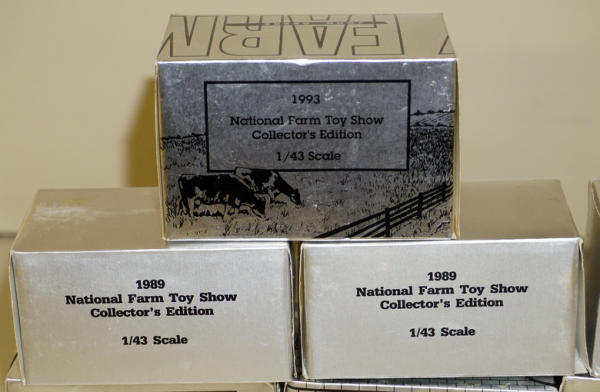 FARM
1993
National Farm Toy Show
Collector's Edition
1/43 Scale
1989
National Farm Toy Show
Collector's Edition
1/43 Scale
1989
National Farm Toy Show
Collector's Edition
1/43 Scale